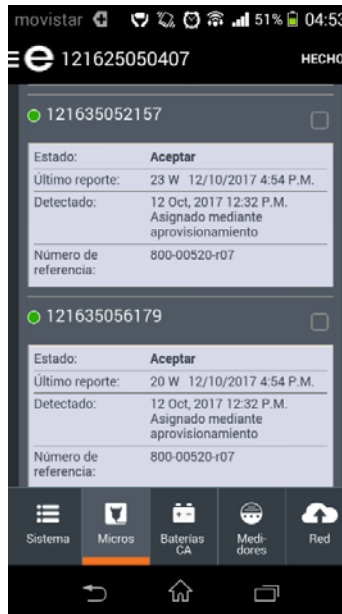 movistar 51% 04:53
121625050407 HECHO
121635052157
Estado: Aceptar
Último reporte: 23 W 12/10/2017 4:54 P.M.
Detectado: 12 Oct, 2017 12:32 P.M.
Asignado mediante
aprovisionamiento
Número de 800-00520-r07
referencia:
121635056179
Estado: Aceptar
Último reporte: 20 W 12/10/2017 4:54 P.M.
Detectado: 12 Oct, 2017 12:32 P.M.
Asignado mediante
aprovisionamiento
Número de 800-00520-r07
referencia:
Sistema Micros Baterías Medi- Red
CA dores